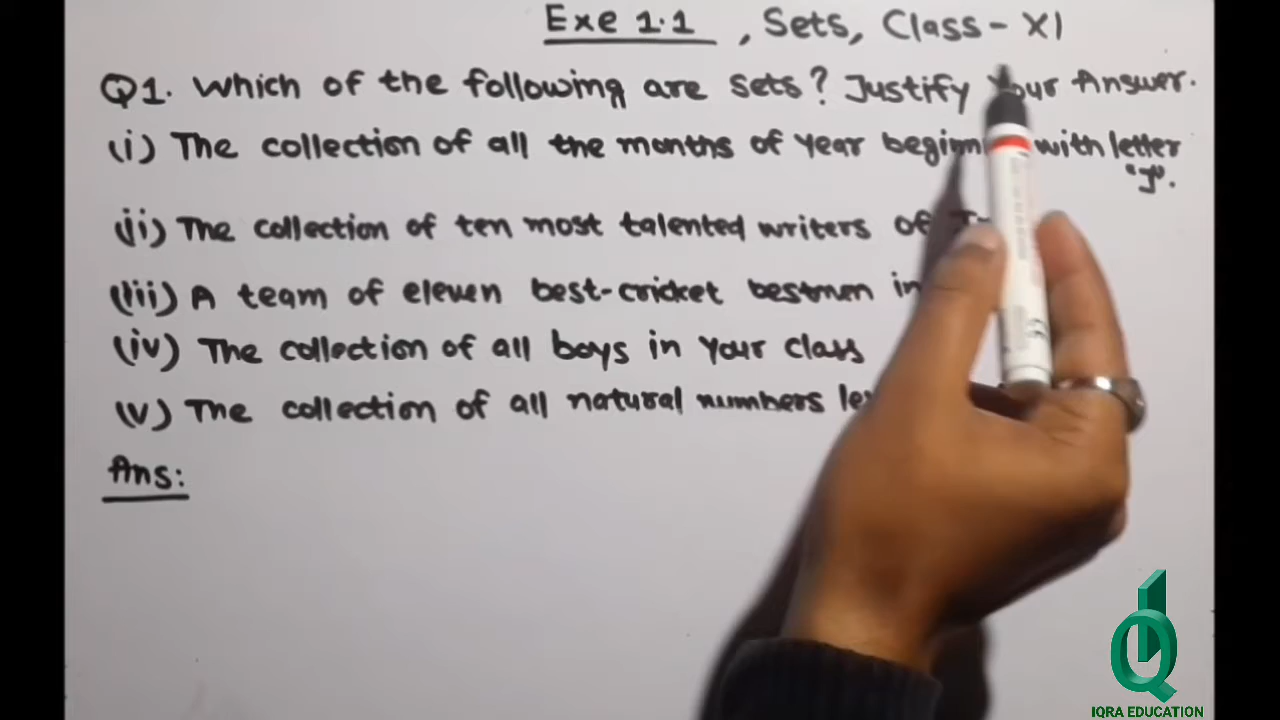 Exe 1.1 , Sets, Class - XI
Q1. Which of the following are Sets? Justify Your Answer.
(i) The collection of all the months of Year with letter
"J".
(ii) The collection of ten most talented writers of
(iii) A team of eleven best-cricket bestmen in
(iv) The collection of all boys in your class
(v) The collection of all natural numbers
Ans:
IQRA EDUCATION